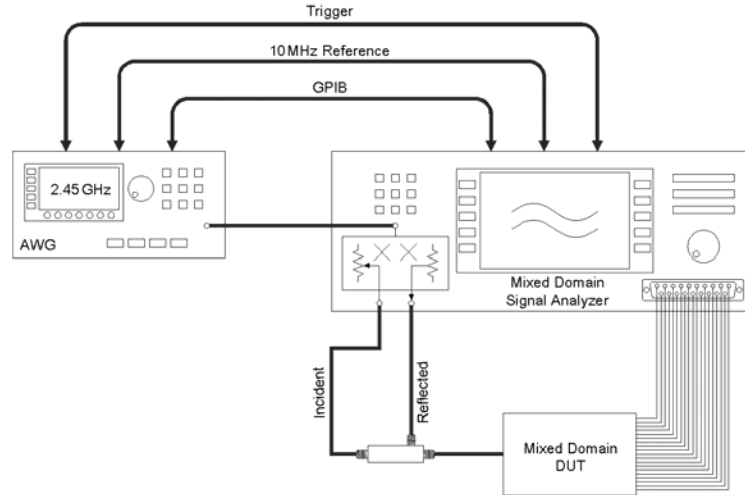 Trigger
10 MHz Reference
GPIB
2.45 GHz
AWG
Mixed Domain
Signal Analyzer
Incident
Reflected
Mixed Domain
DUT